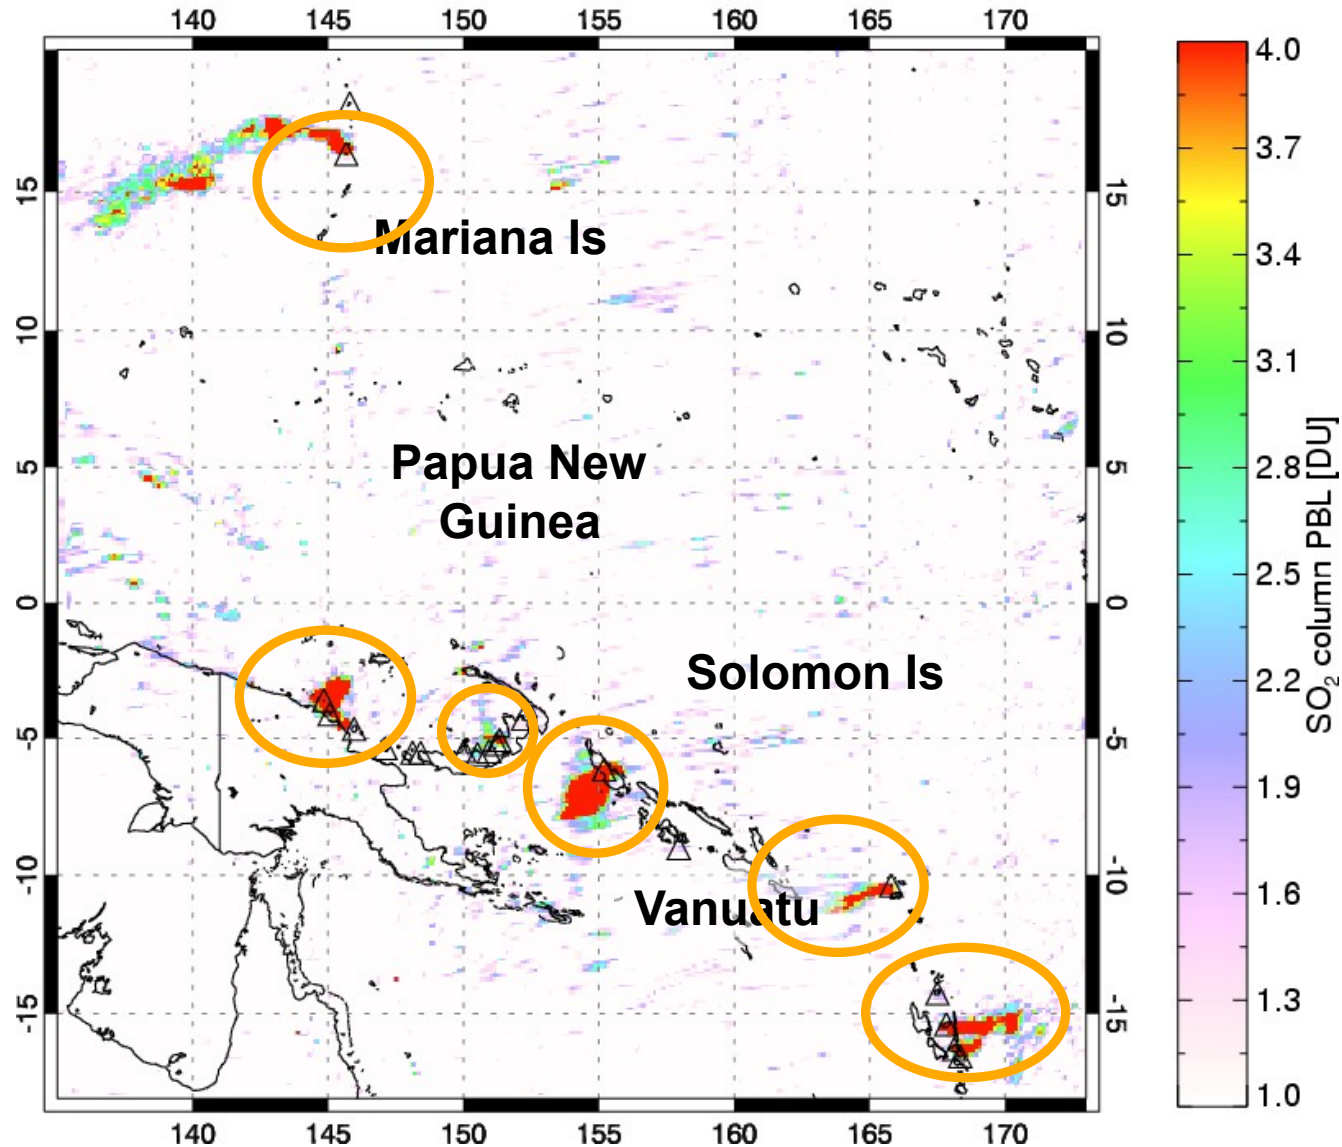 140 145 150 155 160 165 170
4.0
3.7
15 15
3.4
Mariana Is
10 10
3.1
Papua New
Guinea
5 5
2.8
2.5
0 0
SO₂ column PBL [DU]
2.2
Solomon Is
-5 -5
1.9
-10 -10
Vanuatu
1.6
-15 -15
1.3
1.0
140 145 150 155 160 165 170